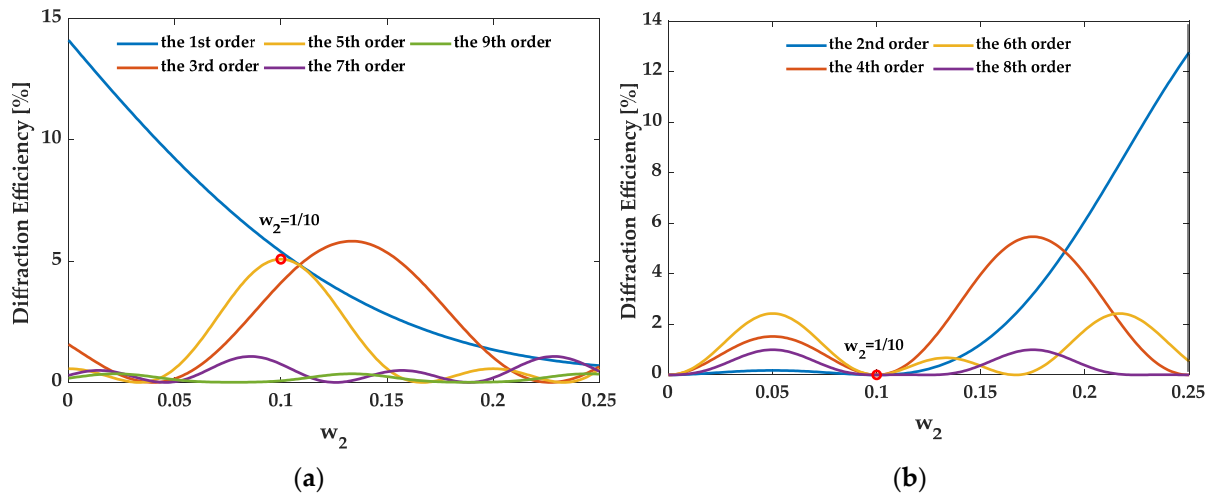 15
10
5
0
Diffraction Efficiency [%]
the 1st order
the 5th order
the 9th order
the 3rd order
the 7th order
w2=1/10
0
0.05
0.1
0.15
0.2
0.25
w2
(a)
14
12
10
8
6
4
2
0
Diffraction Efficiency [%]
the 2nd order
the 6th order
the 4th order
the 8th order
w2=1/10
0
0.05
0.1
0.15
0.2
0.25
w2
(b)